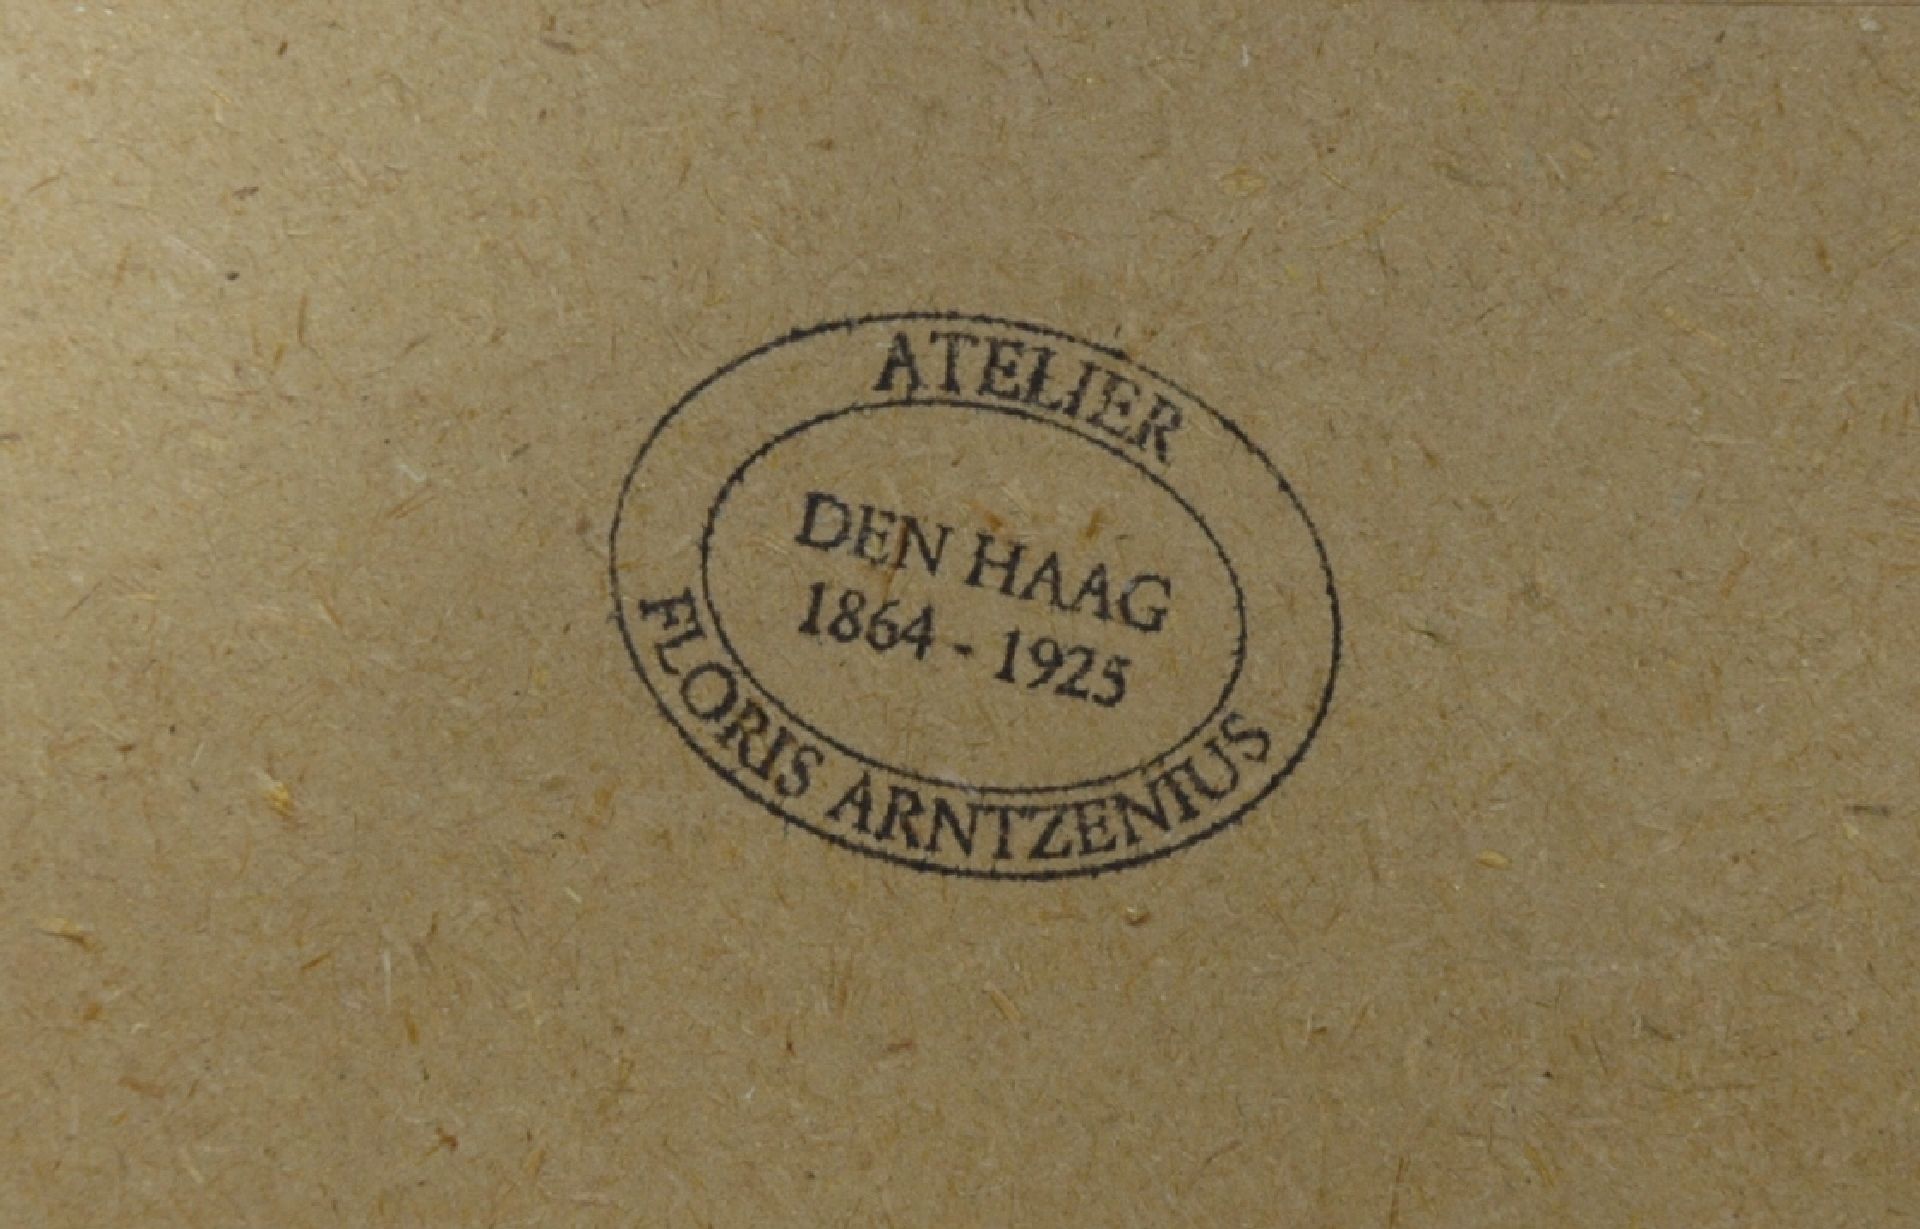 ATELIER
DEN HAAG
1864 - 1925
FLORIS ARNTZENIUS